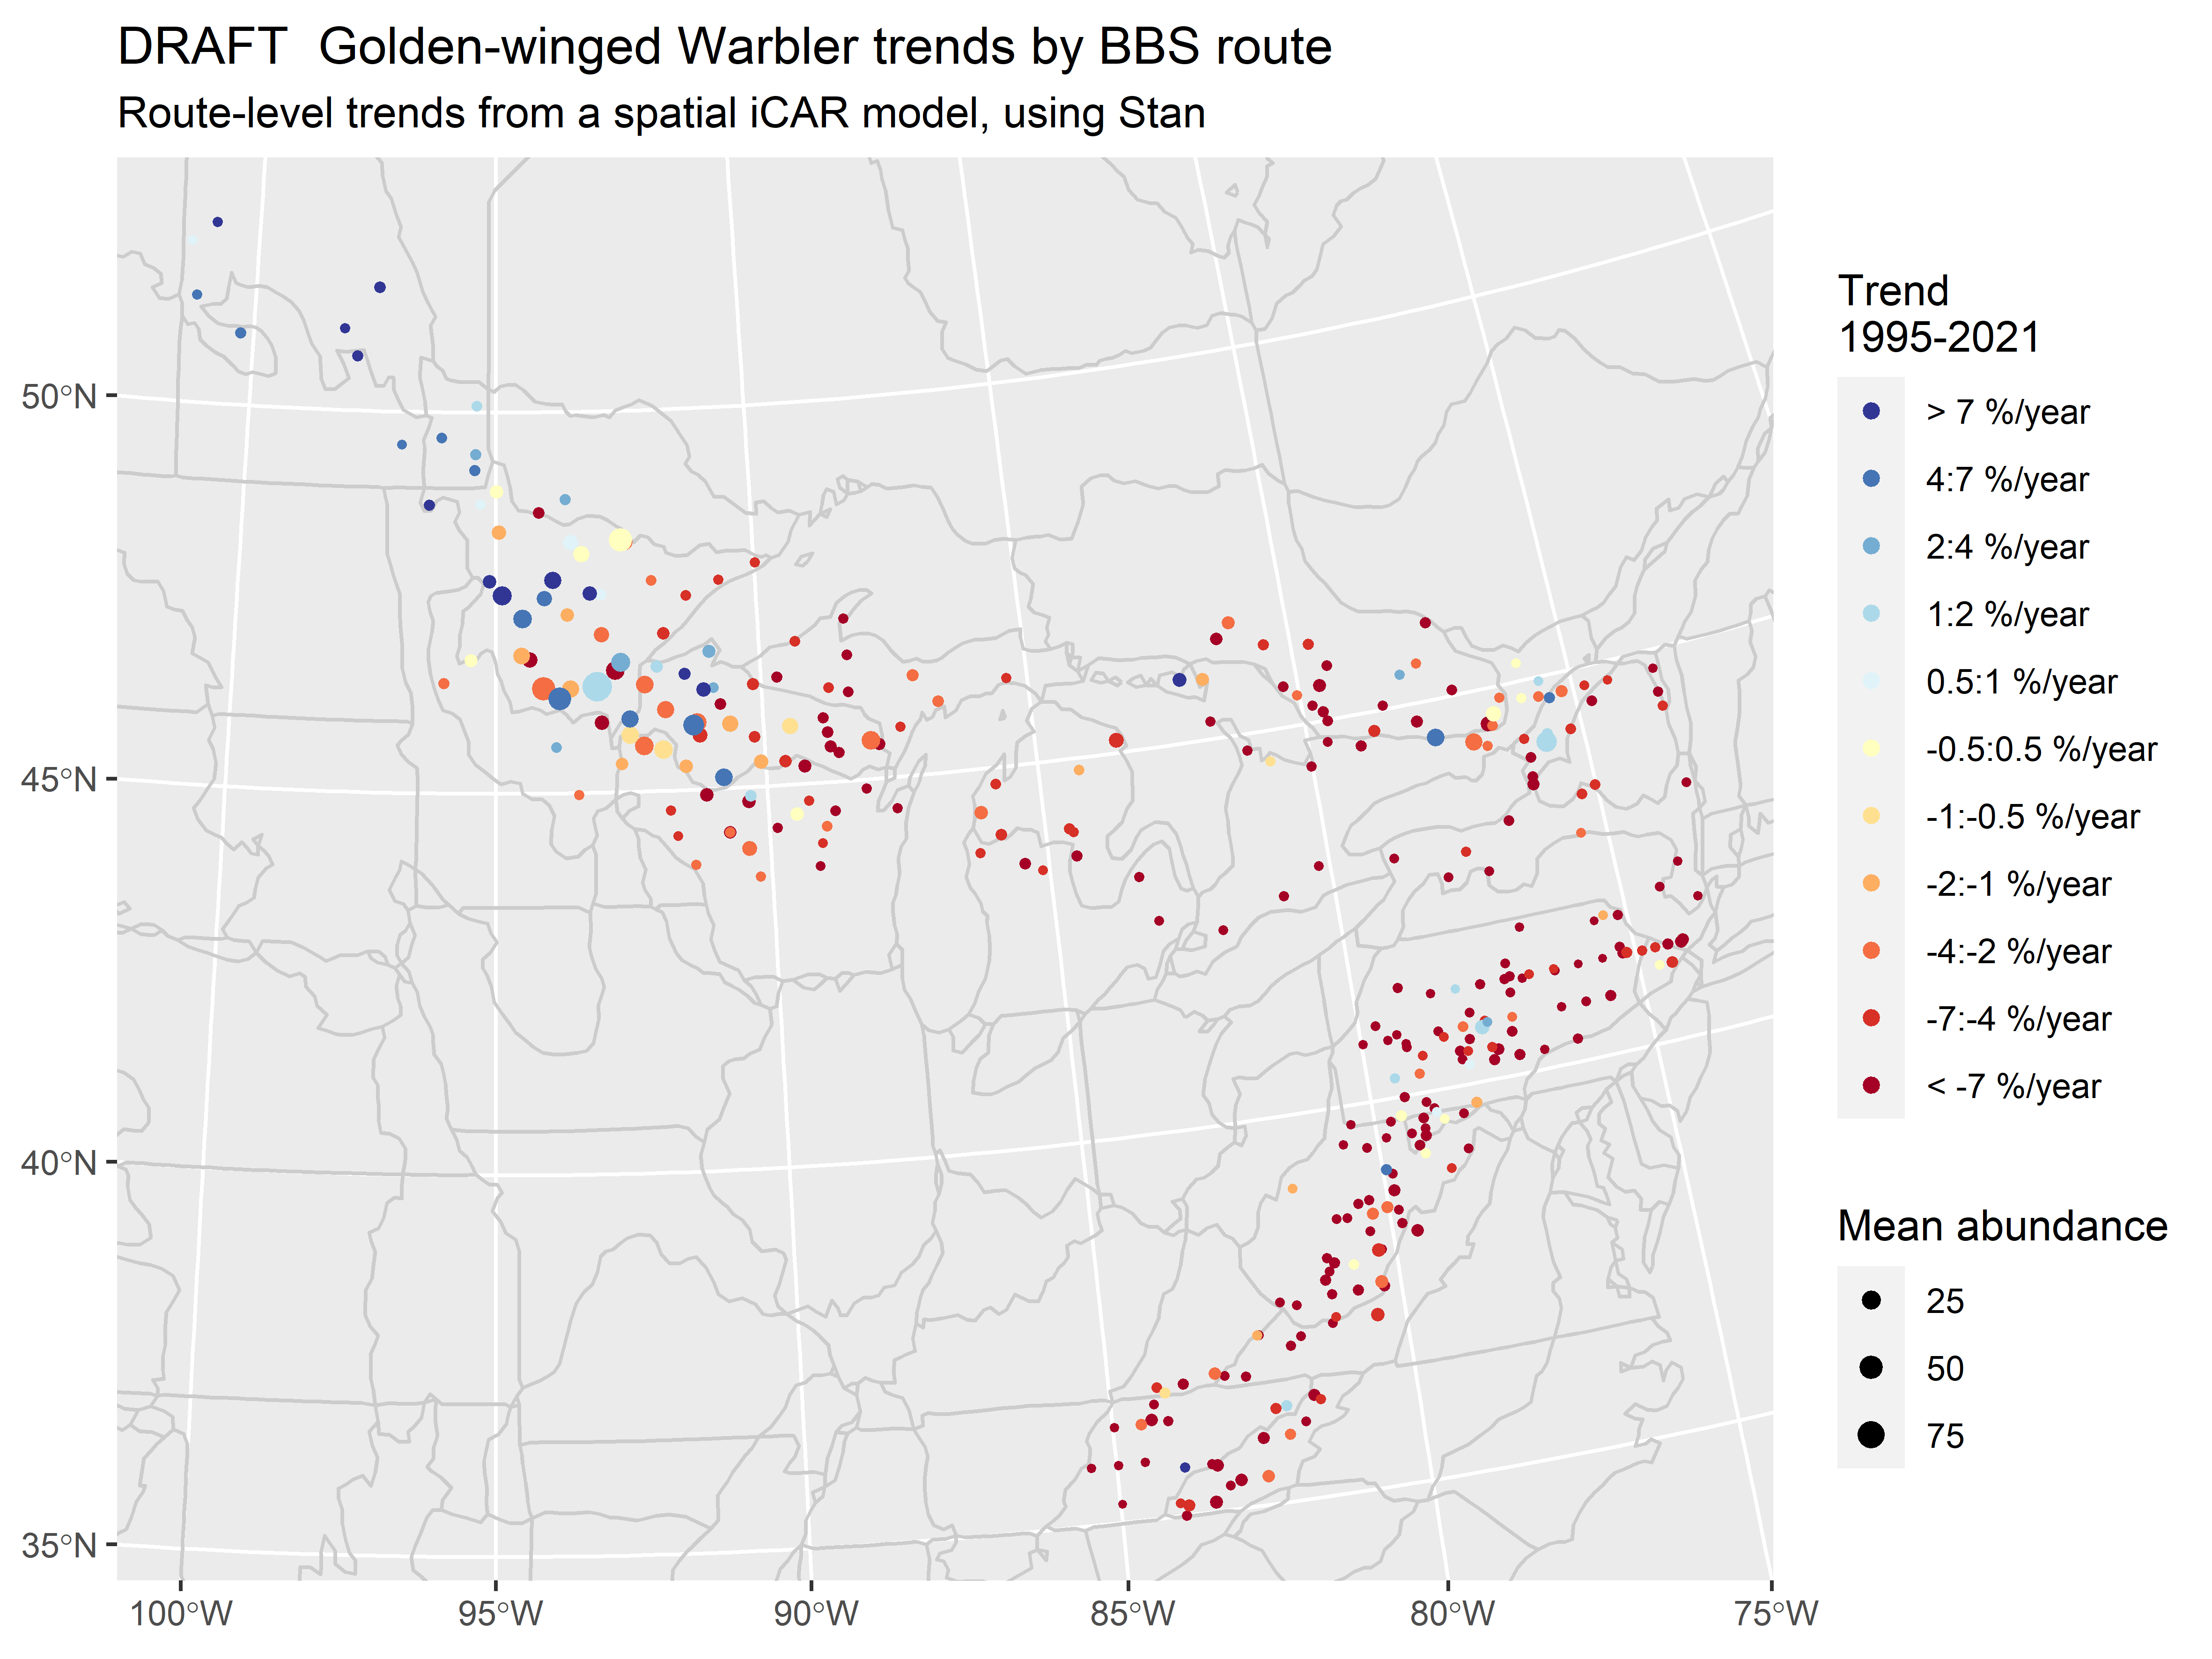 DRAFT  Golden-winged Warbler trends by BBS route
Route-level trends from a spatial iCAR model, using Stan
50°N
45°N
40°N
35°N
100°W
95°W
90°W
85°W
80°W
75°W
Trend
1995-2021
> 7 %/year
4:7 %/year
2:4 %/year
1:2 %/year
0.5:1 %/year
-0.5:0.5 %/year
-1:-0.5 %/year
-2:-1 %/year
-4:-2 %/year
-7:-4 %/year
< -7 %/year
Mean abundance
25
50
75